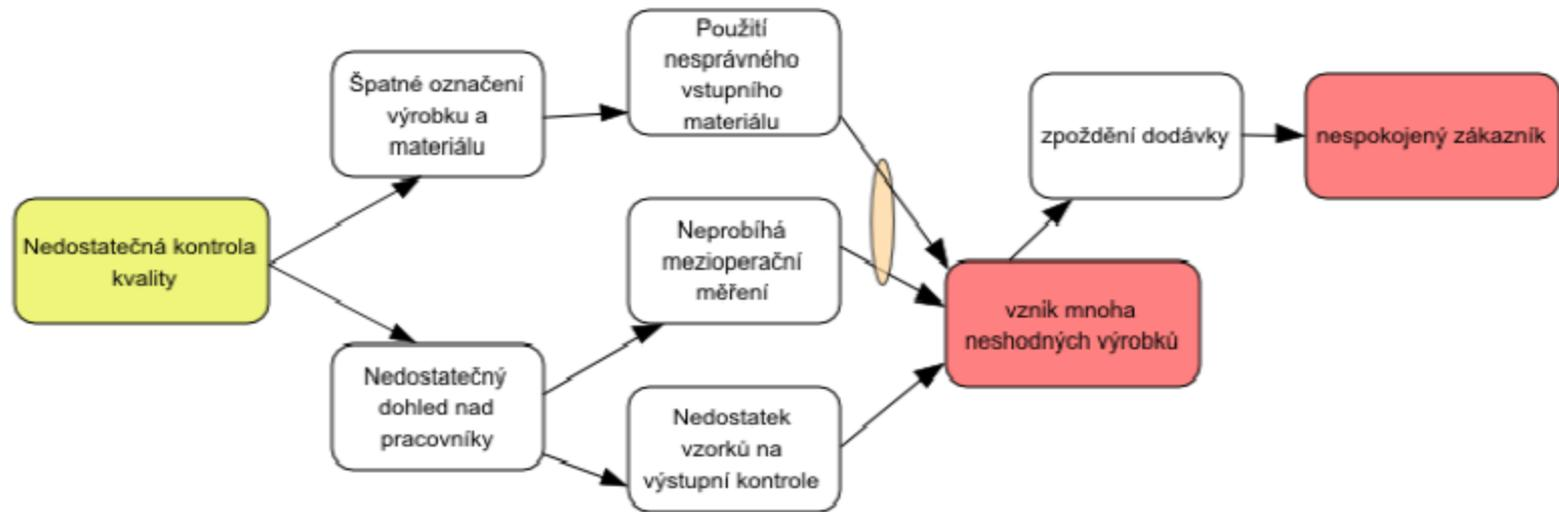 Nedostatečná kontrola
kvality
Špatné označení
výrobku a
materiálu
Nedostatečný
dohled nad
pracovníky
Použití
nesprávného
vstupního
materiálu
Neprobíhá
mezioperační
měření
Nedostatek
vzorků na
výstupní kontrole
vznik mnoha
neshodných výrobků
zpoždění dodávky
nespokojený zákazník